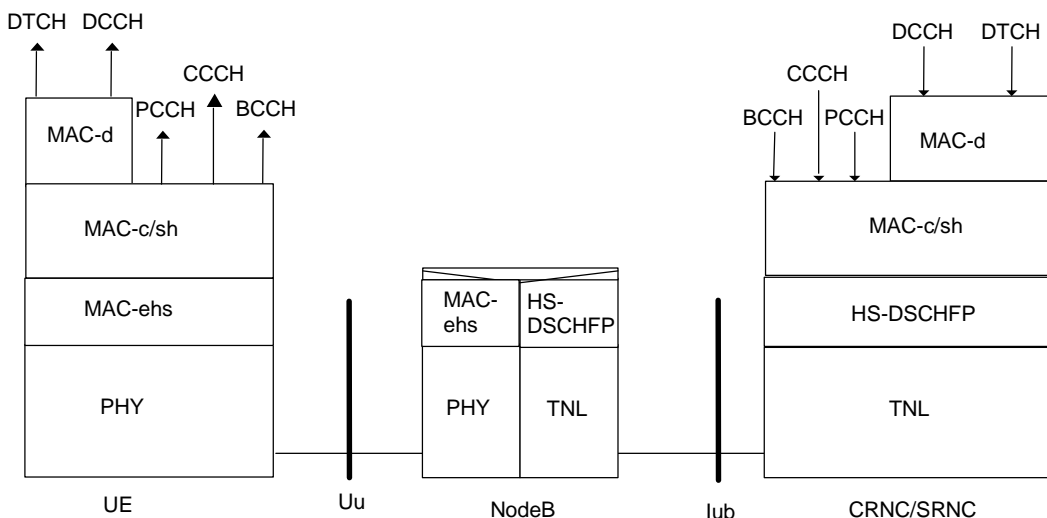 DTCH DCCH
CCCH
PCCH
BCCH
MAC-d
MAC-c/sh
MAC-ehs
PHY
UE
Uu
MAC-
ehs
HS-
DSCHFP
PHY
TNL
NodeB
Iub
DCCH DTCH
CCCH
BCCH
PCCH
MAC-d
MAC-c/sh
HS-DSCHFP
TNL
CRNC/SRNC